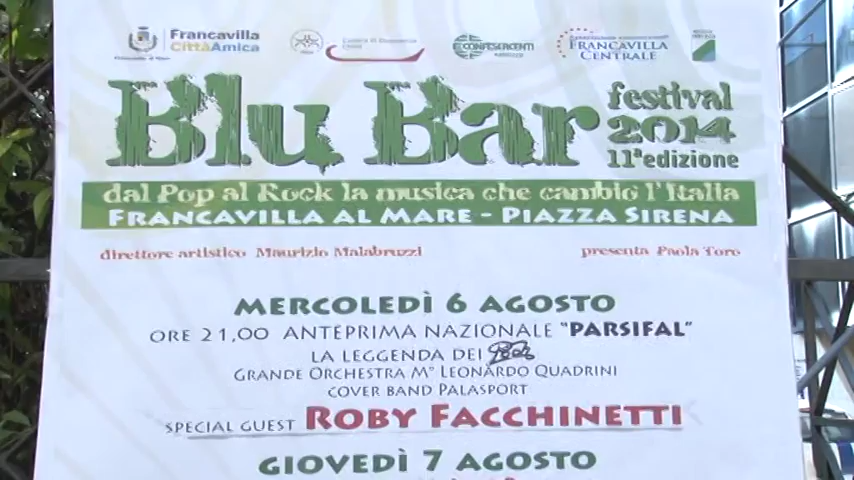 Francavilla
CittàAmica
CONFESERCENTI
FRANCAVILLA
CENTRALE
Blu Bar festival
2014
11ª edizione
dal Pop al Rock la musica che cambiò l'Italia
FRANCAVILLA AL MARE - PIAZZA SIRENA
direttore artistico Maurizio Malabruzzi presenta Paola Toro
MERCOLEDÌ 6 AGOSTO
ORE 21,00 ANTEPRIMA NAZIONALE "PARSIFAL"
LA LEGGENDA DEI Pooh
GRANDE ORCHESTRA M° LEONARDO QUADRINI
COVER BAND PALASPORT
SPECIAL GUEST ROBY FACCHINETTI
GIOVEDÌ 7 AGOSTO